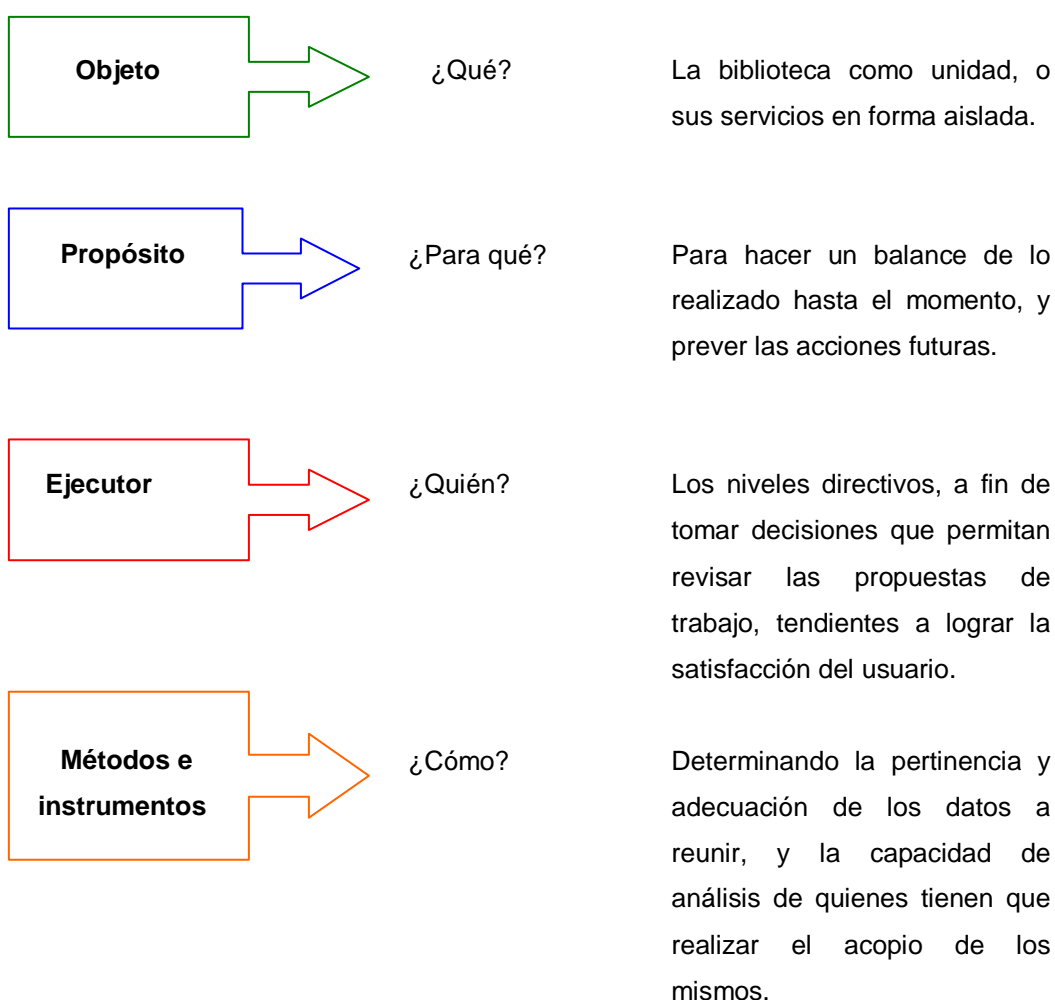 Objeto
¿Qué?
La biblioteca como unidad, o
sus servicios en forma aislada.
Propósito
¿Para qué?
Para hacer un balance de lo
realizado hasta el momento, y
prever las acciones futuras.
Ejecutor
¿Quién?
Los niveles directivos, a fin de
tomar decisiones que permitan
revisar las propuestas de
trabajo, tendientes a lograr la
satisfacción del usuario.
Métodos e
instrumentos
¿Cómo?
Determinando la pertinencia y
adecuación de los datos a
reunir, y la capacidad de
análisis de quienes tienen que
realizar el acopio de los
mismos.